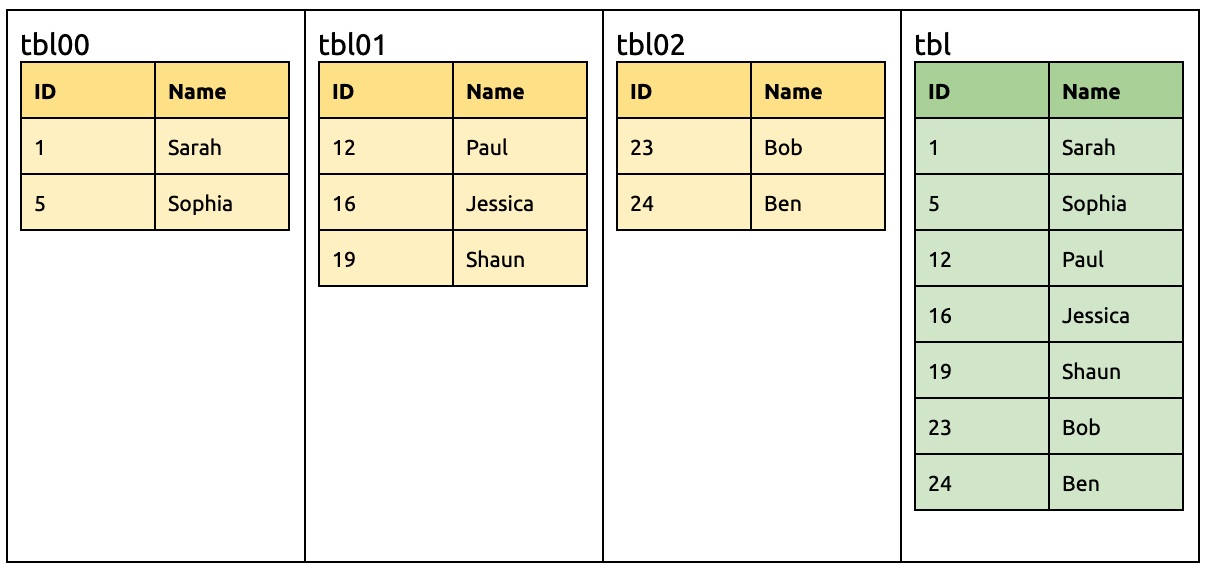 tbl00
ID Name
1 Sarah
5 Sophia
tbl01
ID Name
12 Paul
16 Jessica
19 Shaun
tbl02
ID Name
23 Bob
24 Ben
tbl
ID Name
1 Sarah
5 Sophia
12 Paul
16 Jessica
19 Shaun
23 Bob
24 Ben